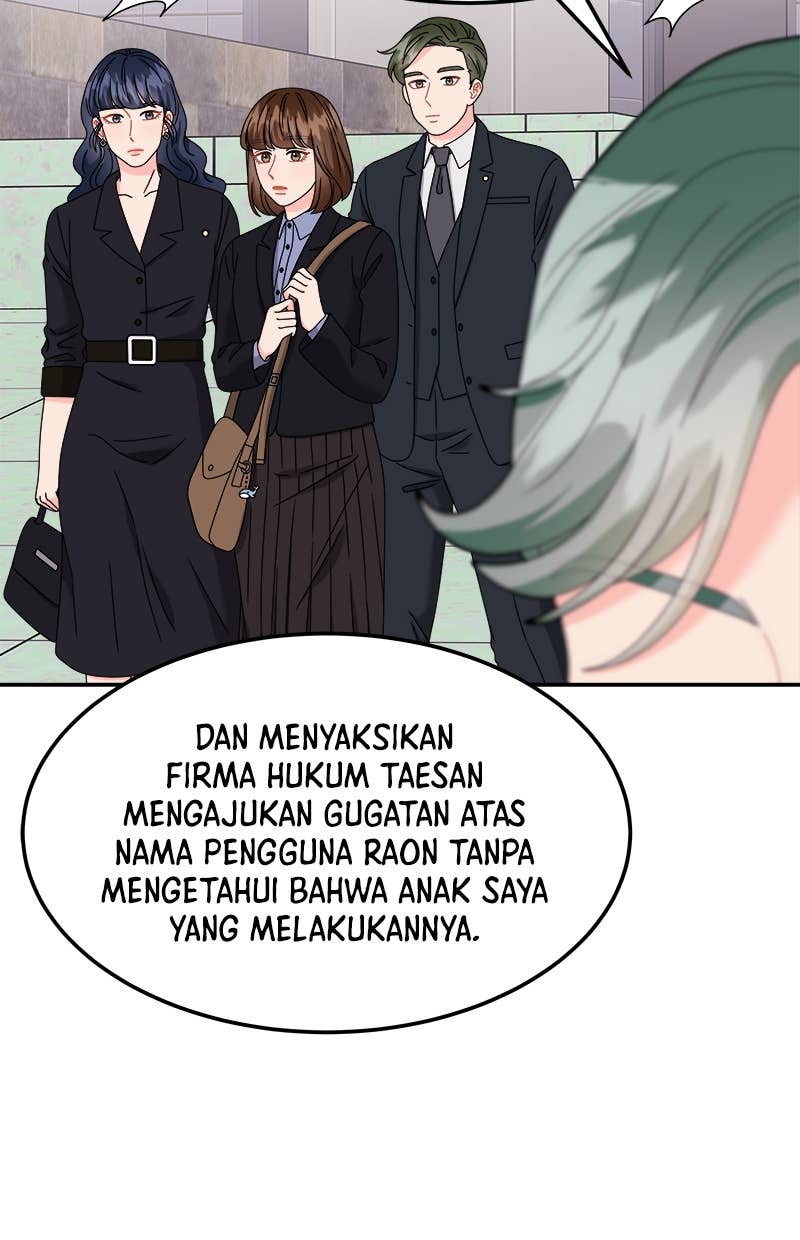 DAN MENYAKSIKAN
FIRMA HUKUM TAESAN
MENGAJUKAN GUGATAN ATAS
NAMA PENGGUNA RAON TANPA
MENGETAHUI BAHWA ANAK SAYA
YANG MELAKUKANNYA.